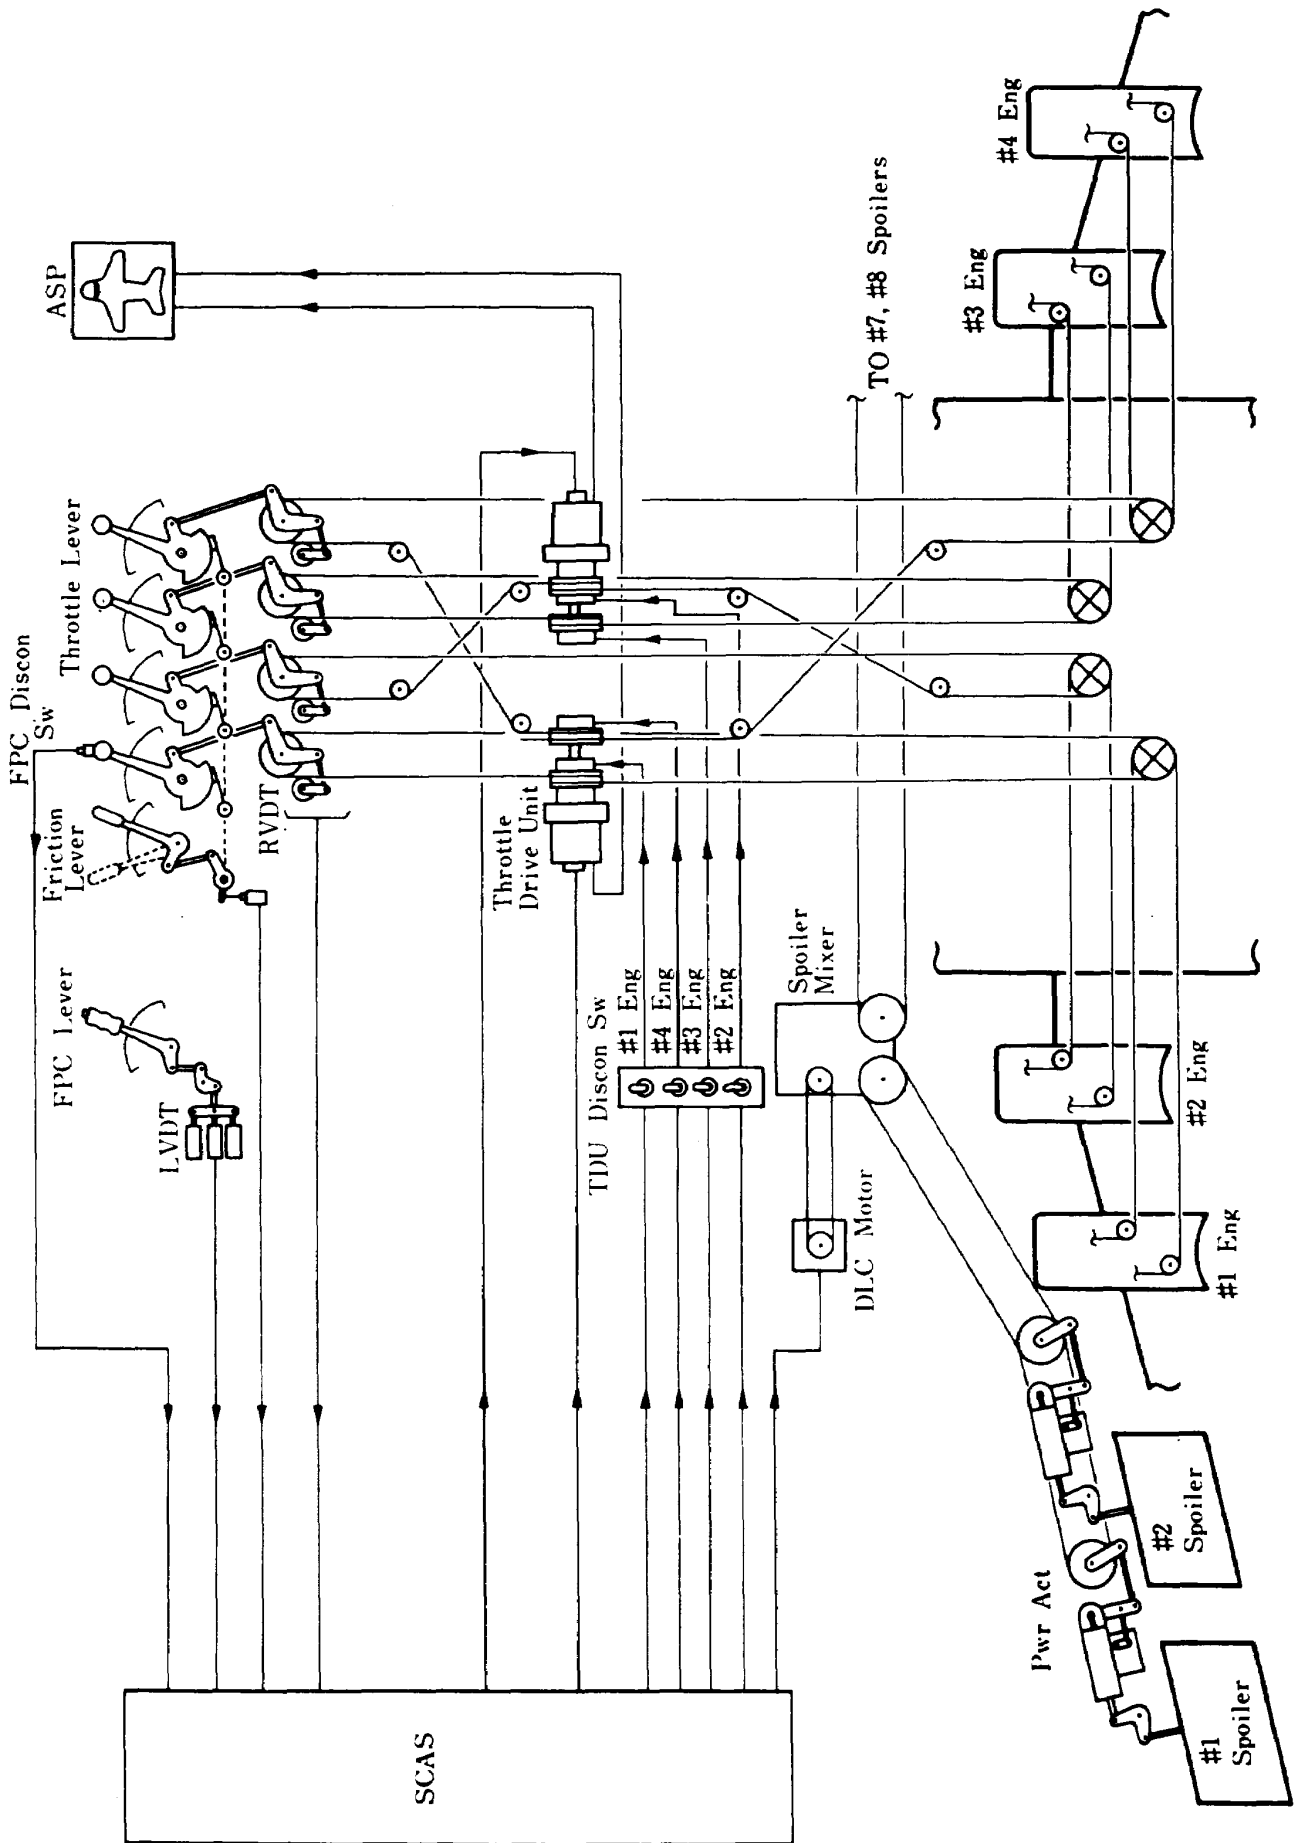 FPC Discon
Sw
Throttle Lever
ASP
Friction
Lever
FPC Lever
RVDT
LVDT
Throttle
Drive Unit
TDU Discon Sw
#1 Eng
#4 Eng
#3 Eng
#2 Eng
Spoiler
Mixer
TO #7, #8 Spoilers
DLC Motor
SCAS
Pwr Act
#1
Spoiler
#2
Spoiler
#1 Eng
#2 Eng
#3 Eng
#4 Eng